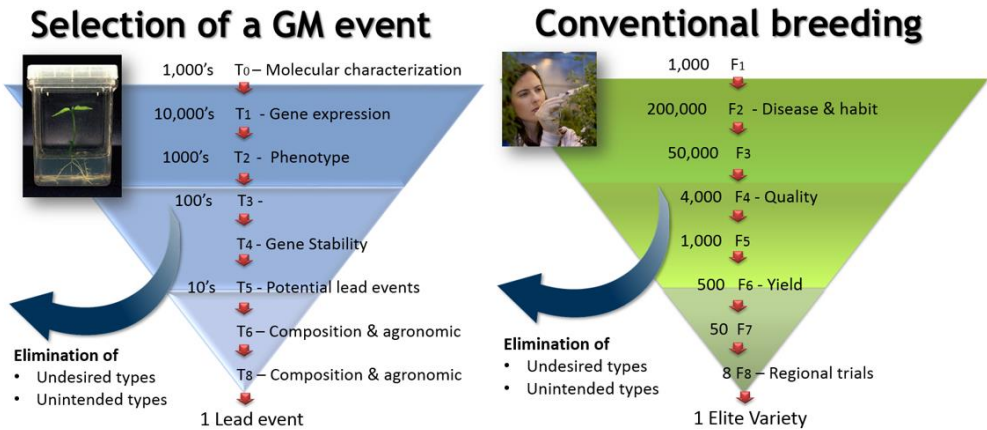 Selection of a GM event
1,000's T0 – Molecular characterization
10,000's T1 - Gene expression
1000's T2 - Phenotype
100's T3 -
T4 - Gene Stability
10's T5 - Potential lead events
T6 – Composition & agronomic
T8 – Composition & agronomic
1 Lead event
Elimination of
• Undesired types
• Unintended types
Conventional breeding
1,000 F1
200,000 F2 - Disease & habit
50,000 F3
4,000 F4 - Quality
1,000 F5
500 F6 - Yield
50 F7
8 F8 – Regional trials
1 Elite Variety
Elimination of
• Undesired types
• Unintended types